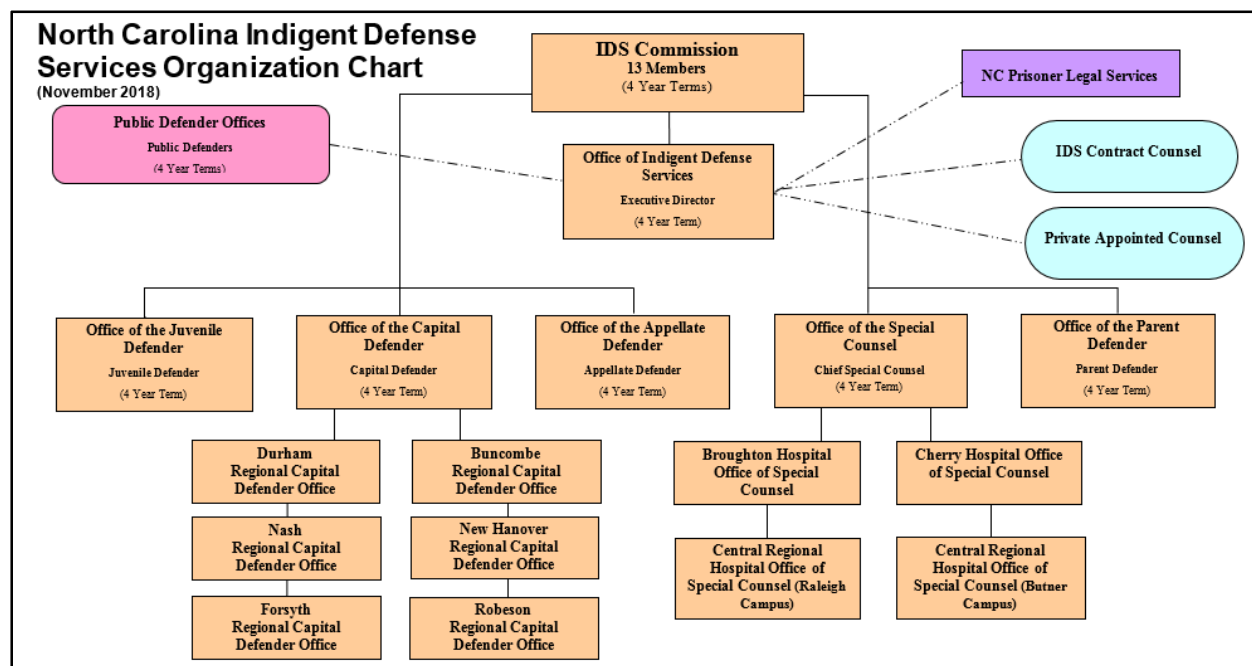 North Carolina Indigent Defense
Services Organization Chart
(November 2018)
IDS Commission
13 Members
(4 Year Terms)
NC Prisoner Legal Services
Public Defender Offices
Public Defenders
(4 Year Terms)
Office of Indigent Defense
Services
Executive Director
(4 Year Term)
IDS Contract Counsel
Private Appointed Counsel
Office of the Juvenile
Defender
Juvenile Defender
(4 Year Term)
Office of the Capital
Defender
Capital Defender
(4 Year Term)
Office of the Appellate
Defender
Appellate Defender
(4 Year Term)
Office of the Special
Counsel
Chief Special Counsel
(4 Year Term)
Office of the Parent
Defender
Parent Defender
(4 Year Term)
Durham
Regional Capital
Defender Office
Buncombe
Regional Capital
Defender Office
Broughton Hospital
Office of Special
Counsel
Cherry Hospital Office
of Special Counsel
Nash
Regional Capital
Defender Office
New Hanover
Regional Capital
Defender Office
Central Regional
Hospital Office of
Special Counsel (Raleigh
Campus)
Central Regional
Hospital Office of
Special Counsel (Butner
Campus)
Forsyth
Regional Capital
Defender Office
Robeson
Regional Capital
Defender Office